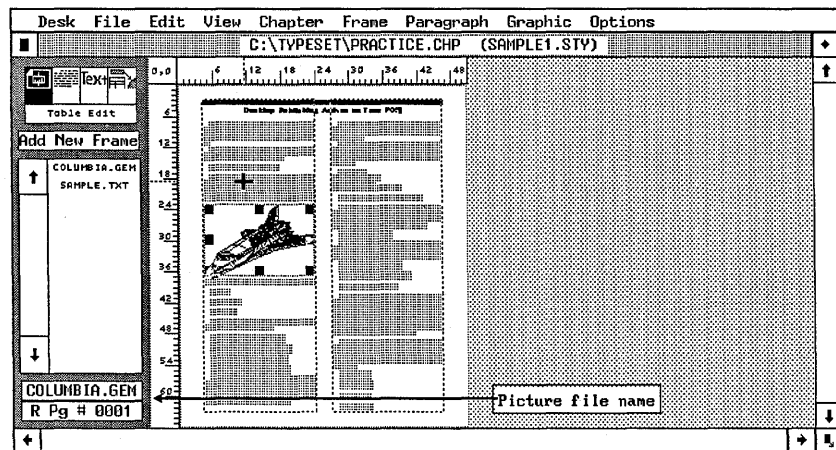 Desk File Edit View Chapter Frame Paragraph Graphic Options
C:\TYPESET\PRACTICE.CHP (SAMPLE1.STY)
0,0 6 12 18 24 30 36 42 48
Text
Table Edit
Add New Frame
COLUMBIA.GEM
SAMPLE.TXT
6
12
18
24
30
36
42
48
54
60
COLUMBIA.GEM
R Pg # 0001
Picture file name